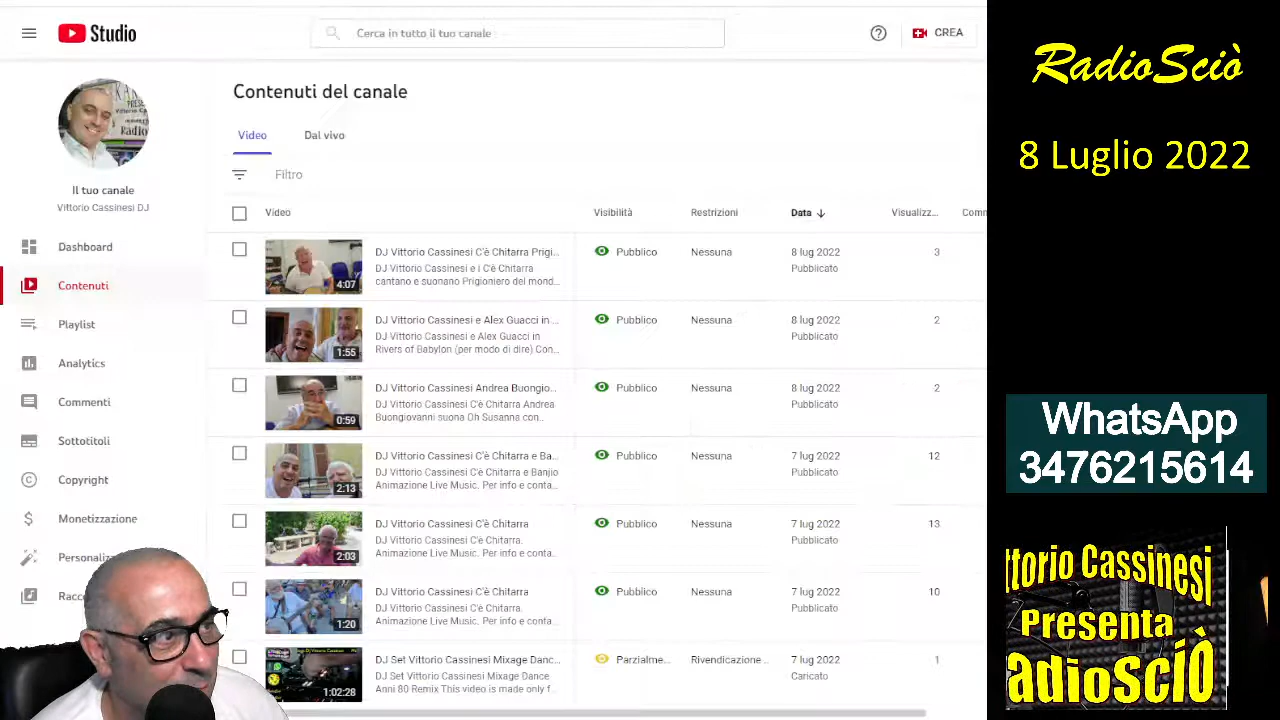 Studio
Cerca in tutto il tuo canale
CREA
Contenuti del canale
Video
Dal vivo
Filtro
Il tuo canale
Vittorio Cassinesi DJ
Dashboard
Contenuti
Playlist
Analytics
Commenti
Sottotitoli
Copyright
Monetizzazione
Video
Visibilità
Restrizioni
Data
Visualizz...
4:07
DJ Vittorio Cassinesi C'è Chitarra Prigi...
DJ Vittorio Cassinesi e i C'è Chitarra
cantano e suonano Prigioniero del mond...
Pubblico
Nessuna
8 lug 2022
Pubblicato
3
1:55
DJ Vittorio Cassinesi e Alex Guacci in ...
DJ Vittorio Cassinesi e Alex Guacci in
Rivers of Babylon (per modo di dire) Con...
Pubblico
Nessuna
8 lug 2022
Pubblicato
2
0:59
DJ Vittorio Cassinesi Andrea Buongio...
DJ Vittorio Cassinesi C'è Chitarra Andrea
Buongiovanni suona Oh Susanna con...
Pubblico
Nessuna
8 lug 2022
Pubblicato
2
2:13
DJ Vittorio Cassinesi C'è Chitarra e Ba...
DJ Vittorio Cassinesi C'è Chitarra e Banjio
Animazione Live Music. Per info e conta...
Pubblico
Nessuna
7 lug 2022
Pubblicato
12
2:03
DJ Vittorio Cassinesi C'è Chitarra
DJ Vittorio Cassinesi C'è Chitarra.
Animazione Live Music. Per info e conta...
Pubblico
Nessuna
7 lug 2022
Pubblicato
13
1:20
DJ Vittorio Cassinesi C'è Chitarra
DJ Vittorio Cassinesi C'è Chitarra.
Animazione Live Music. Per info e conta...
Pubblico
Nessuna
7 lug 2022
Pubblicato
10
1:02:28
DJ Set Vittorio Cassinesi Mixage Danc...
DJ Set Vittorio Cassinesi Mixage Dance
Anni 80 Remix This video is made only f...
Parzialme...
Rivendicazione ..
7 lug 2022
Caricato
1
RadioSciò
8 Luglio 2022
WhatsApp
3476215614
ttorio Cassinesi
Presenta
adioSCIÒ